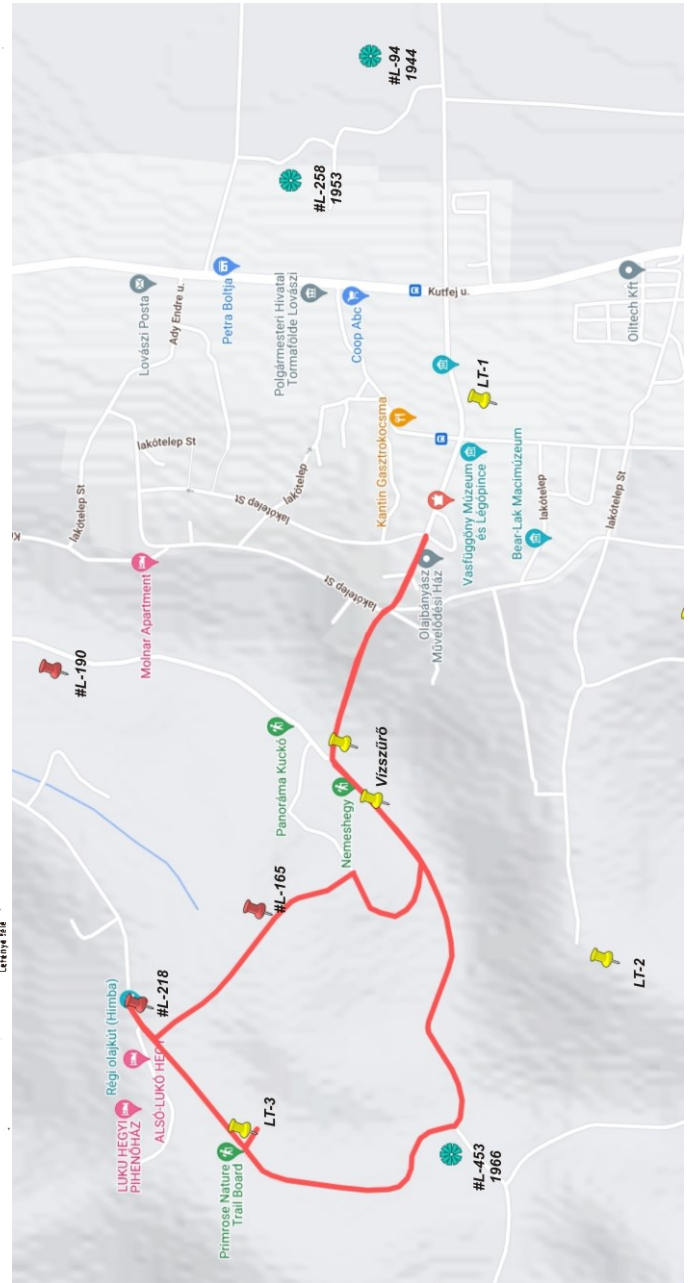 #L-94
1944
#L-258
1953
Lovászi Posta
Ady Endre u.
Petra Boltja
Polgármesteri Hivatal
Tormafölde Lovászi
Coop Abc
Kutfej u.
Oiltech Kft
LT-1
lakótelep St
lakótelep St
lakótelep
lakótelep St
Kantin Gasztrokocsma
Vasfüggöny Múzeum
és Légópince
Bear-Lak Macimúzeum
lakótelep
lakótelep St
Molnar Apartment
lakótelep St
Olajbányász
Művelődési Ház
#L-190
Panoráma Kuckó
Vízszűrő
Nemeshegy
#L-165
LT-2
#L-218
Régi olajkút (Himba)
ALSÓ-LUKÓ HEGY
LUKU HEGYI
PIHENŐHÁZ
LT-3
Primrose Nature
Trail Board
#L-453
1966